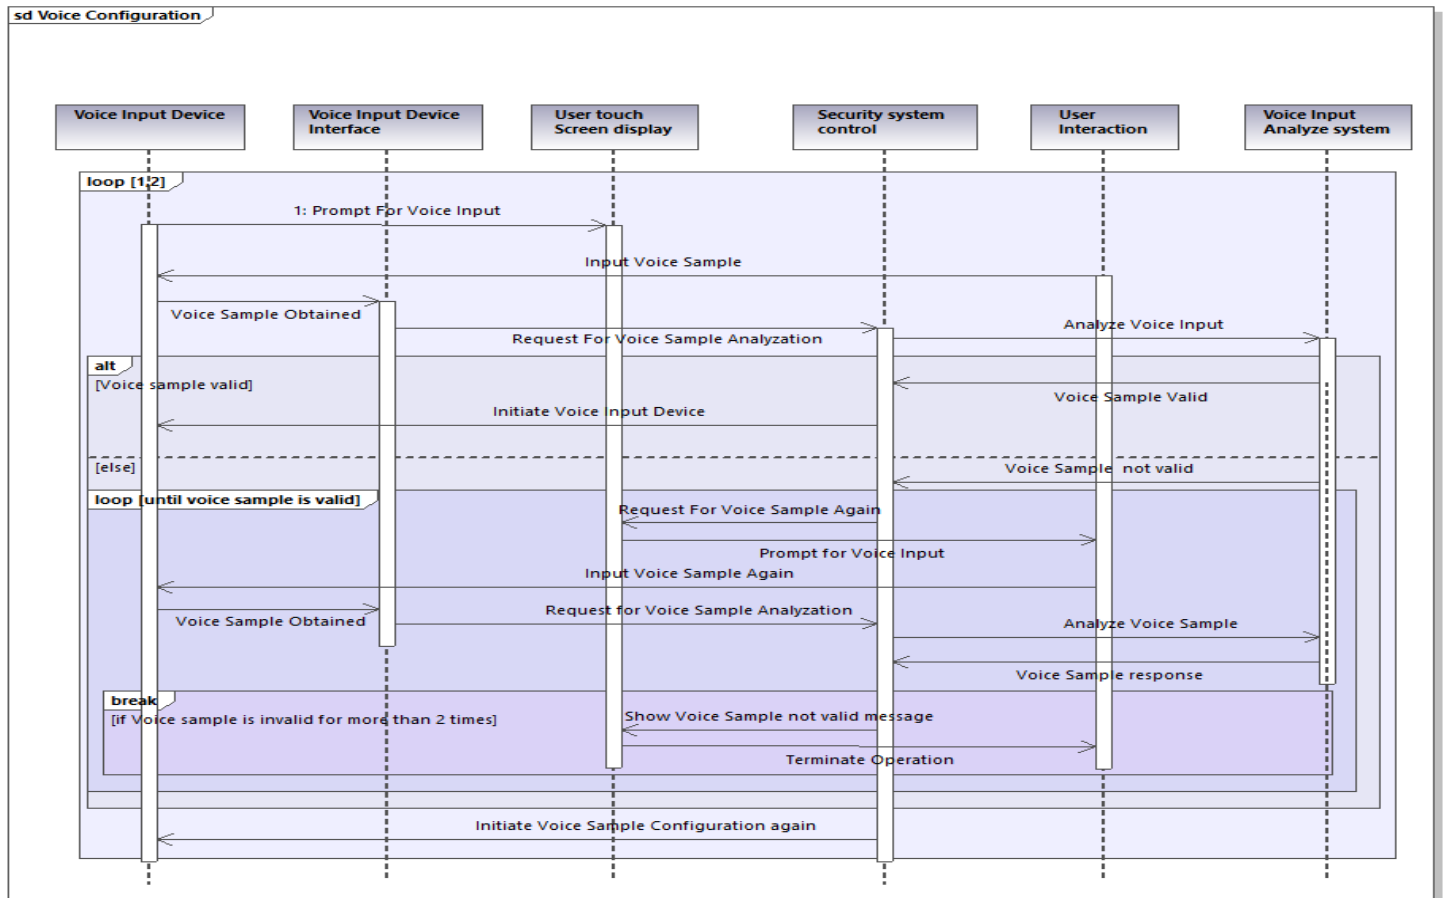 sd Voice Configuration
Voice Input Device
Voice Input Device
Interface
User touch
Screen display
Security system
control
User
Interaction
Voice Input
Analyze system
loop [1,2]
1: Prompt For Voice Input
Input Voice Sample
Voice Sample Obtained
Request For Voice Sample Analyzation
Analyze Voice Input
alt
[Voice sample valid]
Voice Sample Valid
Initiate Voice Input Device
[else]
Voice Sample not valid
loop [until voice sample is valid]
Request For Voice Sample Again
Prompt for Voice Input
Input Voice Sample Again
Voice Sample Obtained
Request for Voice Sample Analyzation
Analyze Voice Sample
Voice Sample response
break
[if Voice sample is invalid for more than 2 times]
Show Voice Sample not valid message
Terminate Operation
Initiate Voice Sample Configuration again